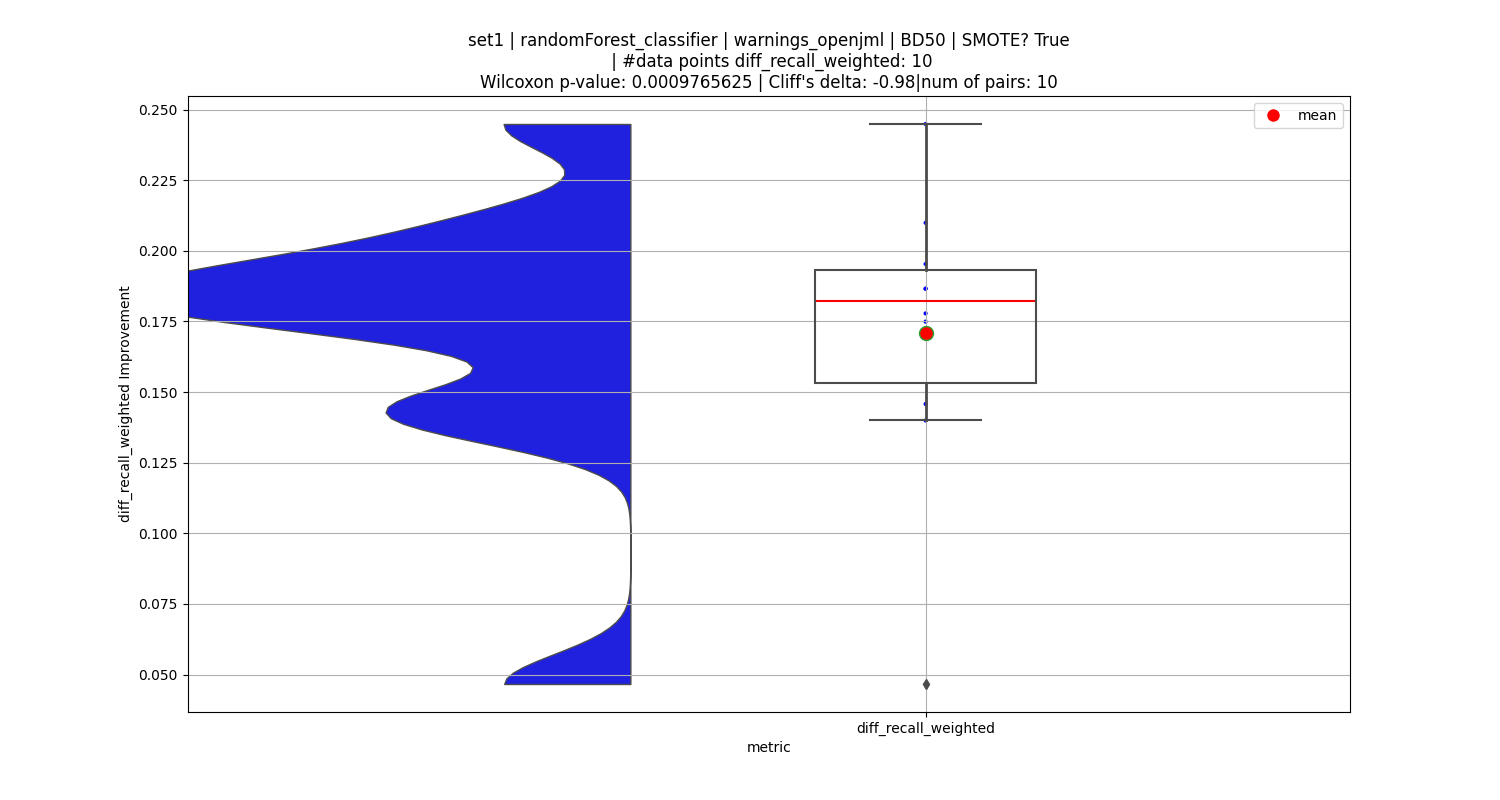 set1 | randomForest_classifier | warnings_openjml | BD50 | SMOTE? True
| #data points diff_recall_weighted: 10
Wilcoxon p-value: 0.0009765625 | Cliff's delta: -0.98|num of pairs: 10
mean
0.250
0.225
0.200
0.175
0.150
0.125
0.100
0.075
0.050
diff_recall_weighted Improvement
diff_recall_weighted
metric